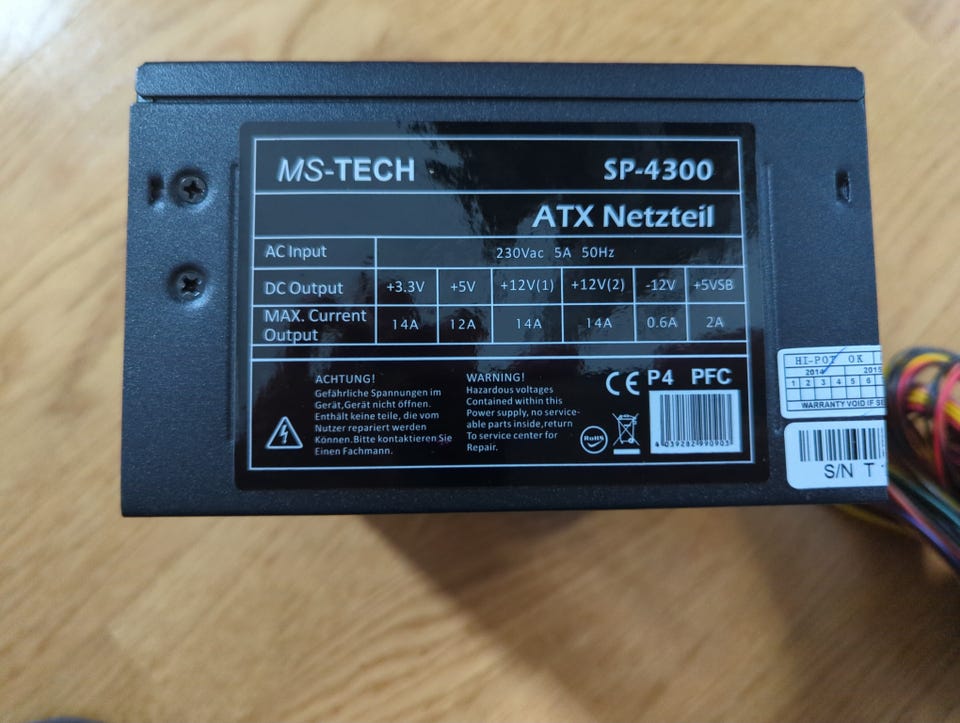 MS-TECH SP-4300
ATX Netzteil
AC Input 230Vac 5A 50Hz
DC Output +3.3V +5V +12V(1) +12V(2) -12V +5VSB
MAX. Current
Output 14A 12A 14A 14A 0.6A 2A
ACHTUNG!
Gefährliche Spannungen im
Gerät,Gerät nicht öffnen.
Enthält keine teile, die vom
Nutzer repariert werden
Können.Bitte kontaktieren Sie
Einen Fachmann.
WARNING!
Hazardous voltages
Contained within this
Power supply, no service-
able parts inside,return
To service center for
Repair.
CE P4 PFC
RoHS
4039282990903
HI-POT OK
2014 2015
1 2 3 4 5 6
WARRANTY VOID IF SE
S/N T